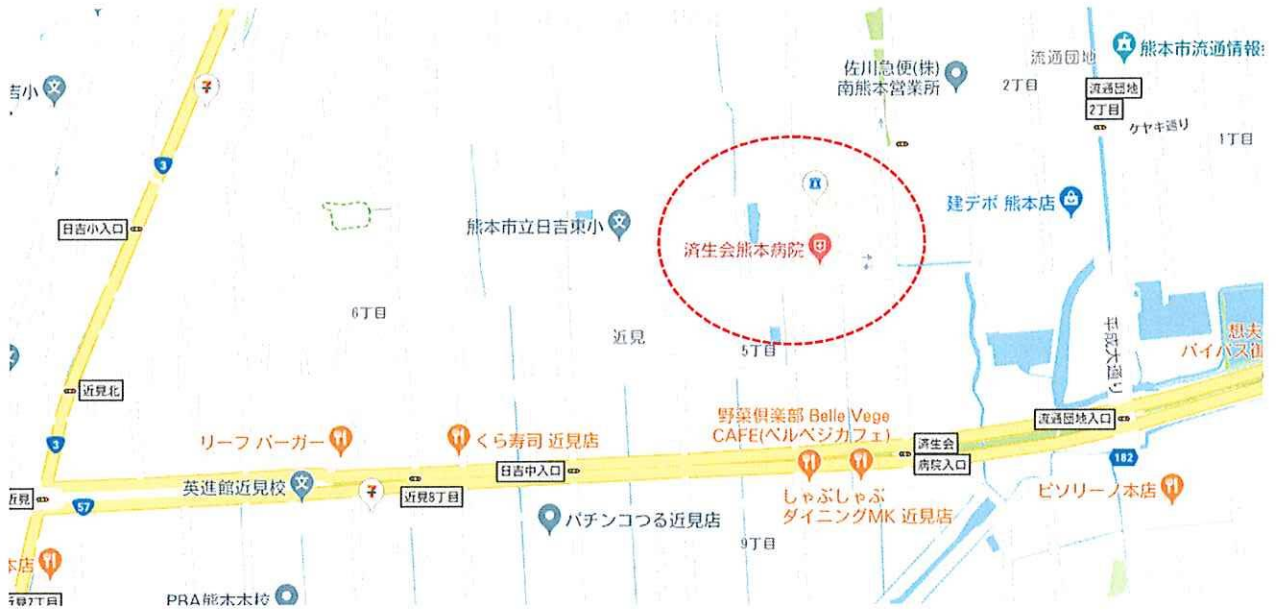 熊本市流通情報
流通団地
佐川急便(株)
南熊本営業所
2丁目
流通団地
2丁目
ケヤキ通り
1丁目
吉小
3
建デポ 熊本店
熊本市立日吉東小
日吉小入口
済生会熊本病院
6丁目
近見
5丁目
平成大通り
想夫
バイパス
近見北
野菜倶楽部 Belle Vege
CAFE(ベルベジカフェ)
流通団地入口
リーフ バーガー
くら寿司 近見店
済生会
病院入口
3
日吉中入口
182
英進館近見校
近見8丁目
ピソリーノ本店
近見
57
しゃぶしゃぶ
ダイニングMK 近見店
パチンコつる近見店
9丁目
本店
PRA熊本本校
近見7丁目